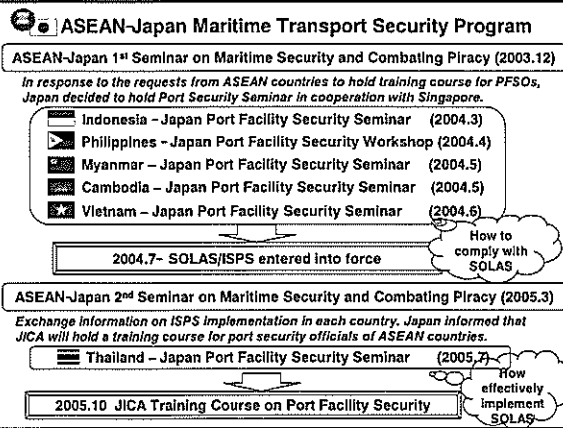 ASEAN-Japan Maritime Transport Security Program
ASEAN-Japan 1st Seminar on Maritime Security and Combating Piracy (2003.12)
In response to the requests from ASEAN countries to hold training course for PFSOs,
Japan decided to hold Port Security Seminar in cooperation with Singapore.
Indonesia - Japan Port Facility Security Seminar (2004.3)
Philippines - Japan Port Facility Security Workshop (2004.4)
Myanmar – Japan Port Facility Security Seminar (2004.5)
Cambodia – Japan Port Facility Security Seminar (2004.5)
Vietnam – Japan Port Facility Security Seminar (2004.6)
How to
comply with
SOLAS
2004.7~ SOLAS/ISPS entered into force
ASEAN-Japan 2nd Seminar on Maritime Security and Combating Piracy (2005.3)
Exchange information on ISPS implementation in each country. Japan informed that
JICA will hold a training course for port security officials of ASEAN countries.
Thailand – Japan Port Facility Security Seminar (2005.7)
How
effectively
implement
SOLAS
2005.10 JICA Training Course on Port Facility Security